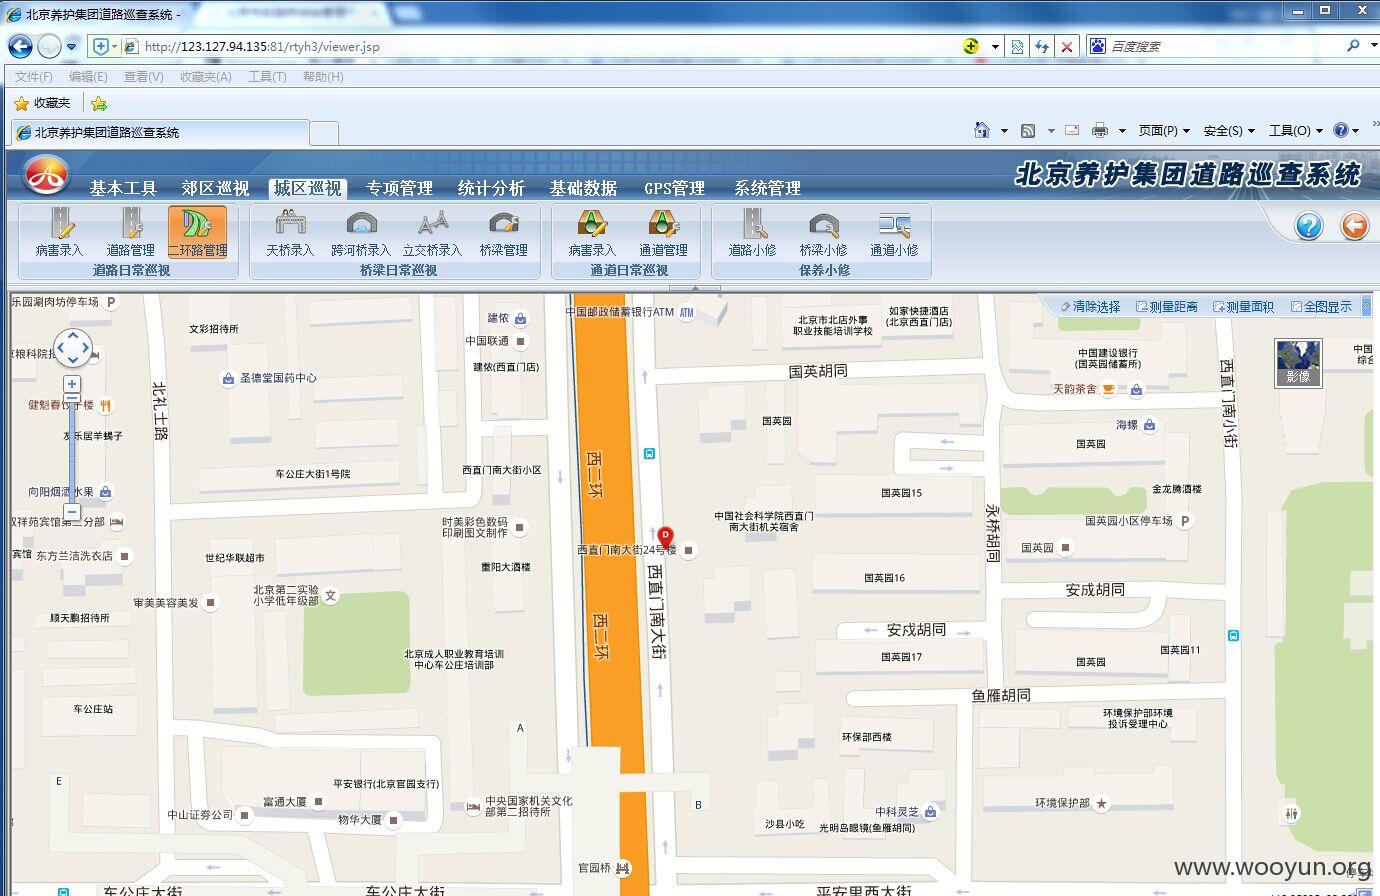 北京养护集团道路巡查系统 -
http://123.127.94.135:81/rtyh3/viewer.jsp
百度搜索
文件(F) 编辑(E) 查看(V) 收藏夹(A) 工具(T) 帮助(H)
收藏夹
北京养护集团道路巡查系统
页面(P) 安全(S) 工具(O)
北京养护集团道路巡查系统
基本工具 郊区巡视 城区巡视 专项管理 统计分析 基础数据 GPS管理 系统管理
病害录入 道路管理 二环路管理 天桥录入 跨河桥录入 立交桥录入 桥梁管理 病害录入 通道管理 道路小修 桥梁小修 通道小修
道路日常巡视 桥梁日常巡视 通道日常巡视 保养小修
清除选择 测量距离 测量面积 全图显示
乐园涮肉坊停车场 P
文彩招待所
建侬
中国邮政储蓄银行ATM ATM
北京市北店外事
职业技能培训学校
如家快捷酒店
(北京西直门店)
中国联通
建侬(西直门店)
国英胡同
中国建设银行
(国英园储蓄所)
西直门南小街
影像
圣德堂国药中心
北礼士路
天韵茶舍
健魁春饺子楼
国英园
海螺
友乐居羊蝎子
国英园
车公庄大街1号院
西直门南大街小区
西二环
向阳烟酒水果
国英园15
金龙腾酒楼
双祥苑宾馆第二分部
时美彩色数码
印刷图文制作
中国社会科学院西直门
南大街机关宿舍
永桥胡同
国英园小区停车场 P
D
西直门南大街24号楼
宾馆
东方兰洁洗衣店
世纪华联超市
国英园
重阳大酒楼
国英园16
北京第二实验
小学低年级部
文
审美美容美发
安成胡同
顺天鹏招待所
西直门南大街
西二环
安成胡同
北京成人职业教育培训
中心车公庄培训部
国英园17
国英园
国英园11
鱼雁胡同
车公庄站
A
环境保护部环境
投诉受理中心
环保部西楼
E
平安银行(北京官园支行)
富通大厦
中央国家机关文化
部第二招待所
B
中山证券公司
物华大厦
沙县小吃
中科灵芝
光明岛眼镜(鱼雁胡同)
环境保护部
官园桥
车公庄大街
车公庄大街
平安里西大街
www.wooyun.org